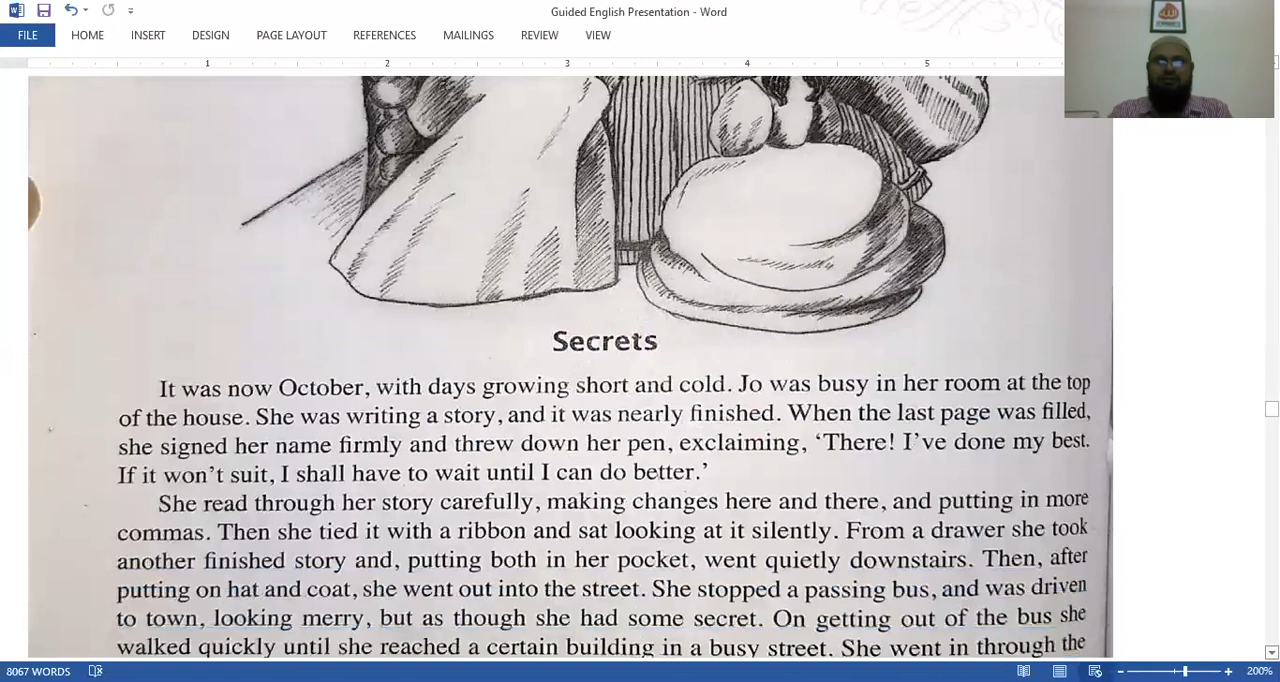 Guided English Presentation - Word
FILE HOME INSERT DESIGN PAGE LAYOUT REFERENCES MAILINGS REVIEW VIEW
1 2 3 4 5
Secrets
It was now October, with days growing short and cold. Jo was busy in her room at the top
of the house. She was writing a story, and it was nearly finished. When the last page was filled,
she signed her name firmly and threw down her pen, exclaiming, ‘There! I’ve done my best.
If it won’t suit, I shall have to wait until I can do better.’
She read through her story carefully, making changes here and there, and putting in more
commas. Then she tied it with a ribbon and sat looking at it silently. From a drawer she took
another finished story and, putting both in her pocket, went quietly downstairs. Then, after
putting on hat and coat, she went out into the street. She stopped a passing bus, and was driven
to town, looking merry, but as though she had some secret. On getting out of the bus she
walked quickly until she reached a certain building in a busy street. She went in through the
8067 WORDS 200%